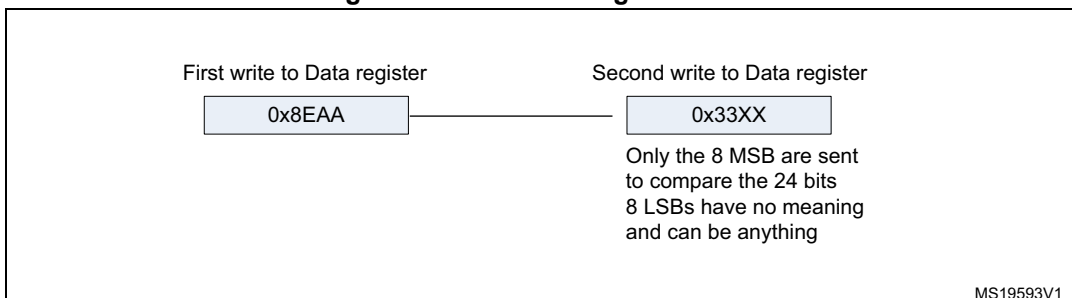 First write to Data register
Second write to Data register
0x8EAA
0x33XX
Only the 8 MSB are sent
to compare the 24 bits
8 LSBs have no meaning
and can be anything
MS19593V1